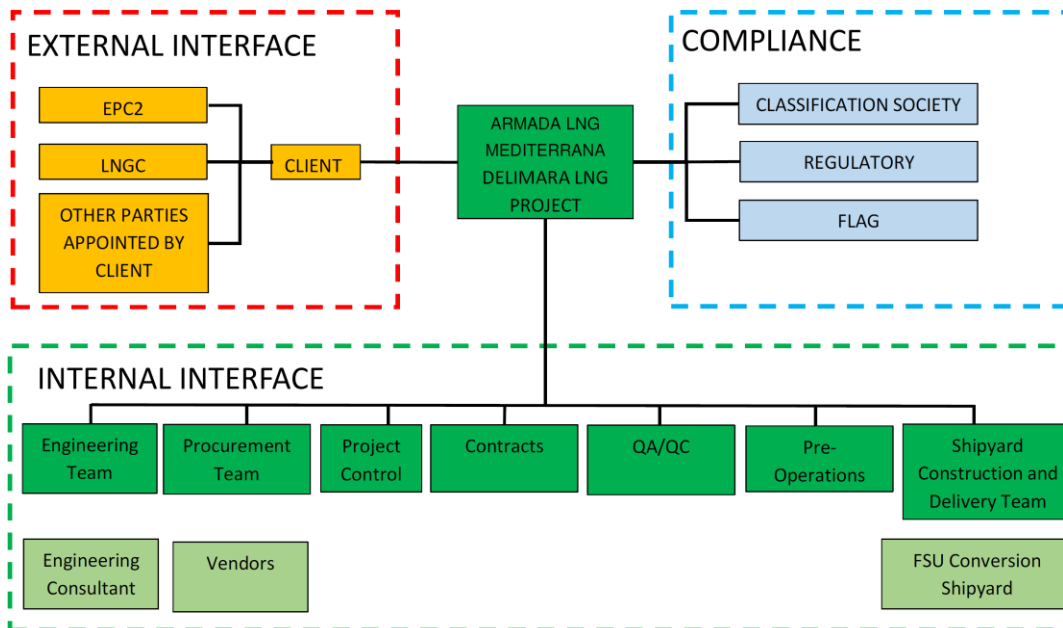 EXTERNAL INTERFACE
EPC2
LNGC
OTHER PARTIES
APPOINTED BY
CLIENT
CLIENT
ARMADA LNG
MEDITERRANA
DELIMARA LNG
PROJECT
COMPLIANCE
CLASSIFICATION SOCIETY
REGULATORY
FLAG
INTERNAL INTERFACE
Engineering
Team
Procurement
Team
Project
Control
Contracts
QA/QC
Pre-
Operations
Shipyard
Construction and
Delivery Team
Engineering
Consultant
Vendors
FSU Conversion
Shipyard